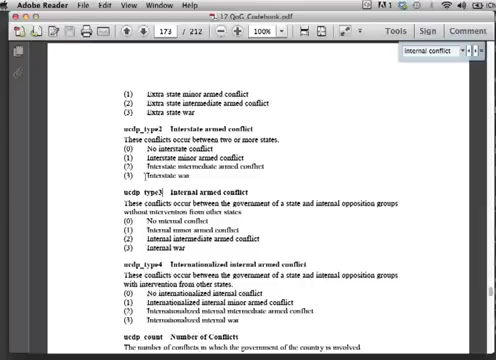 Adobe Reader File Edit View Window Help
17 QoG Codebook.pdf
173 / 212 100% Tools Sign Comment
internal conflict
(1) Extra state minor armed conflict
(2) Extra state intermediate armed conflict
(3) Extra state war
ucdp_type2 Interstate armed conflict
These conflicts occur between two or more states.
(0) No interstate conflict
(1) Interstate minor armed conflict
(2) Interstate intermediate armed conflict
(3) Interstate war
ucdp_type3 Internal armed conflict
These conflicts occur between the government of a state and internal opposition groups
without intervention from other states
(0) No internal conflict
(1) Internal minor armed conflict
(2) Internal intermediate armed conflict
(3) Internal war
ucdp_type4 Internationalized internal armed conflict
These conflicts occur between the government of a state and internal opposition groups
with intervention from other states.
(0) No internationalized internal conflict
(1) Internationalized internal minor armed conflict
(2) Internationalized internal intermediate armed conflict
(3) Internationalized internal war
ucdp_count Number of Conflicts
The number of conflicts in which the government of the country is involved.